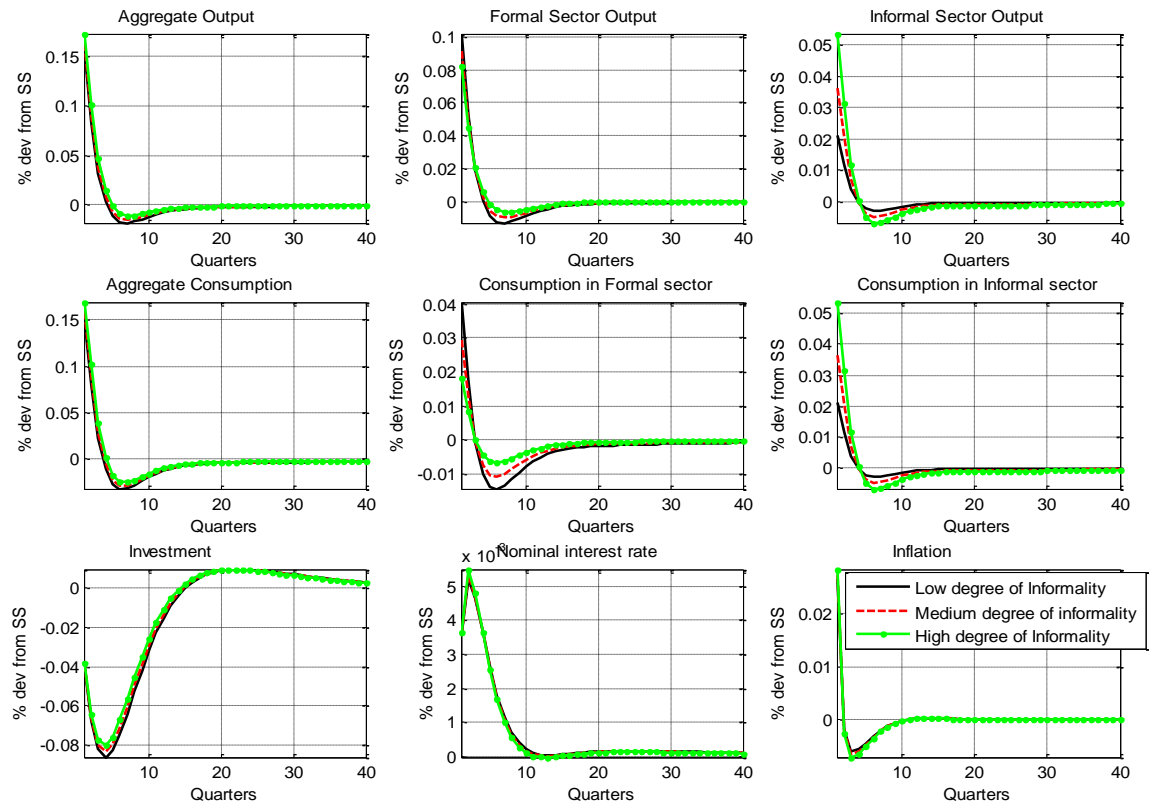 Aggregate Output
% dev from SS
0.15
0.1
0.05
0
10 20 30 40
Quarters
Formal Sector Output
% dev from SS
0.1
0.08
0.06
0.04
0.02
0
10 20 30 40
Quarters
Informal Sector Output
% dev from SS
0.05
0.04
0.03
0.02
0.01
0
10 20 30 40
Quarters
Aggregate Consumption
% dev from SS
0.15
0.1
0.05
0
10 20 30 40
Quarters
Consumption in Formal sector
% dev from SS
0.04
0.03
0.02
0.01
0
-0.01
10 20 30 40
Quarters
Consumption in Informal sector
% dev from SS
0.05
0.04
0.03
0.02
0.01
0
10 20 30 40
Quarters
Investment
% dev from SS
0
-0.02
-0.04
-0.06
-0.08
10 20 30 40
Quarters
x 10
Nominal interest rate
% dev from SS
5
4
3
2
1
0
10 20 30 40
Quarters
Inflation
% dev from SS
0.02
0.01
0
10 20 30 40
Quarters
Low degree of Informality
Medium degree of informality
High degree of Informality